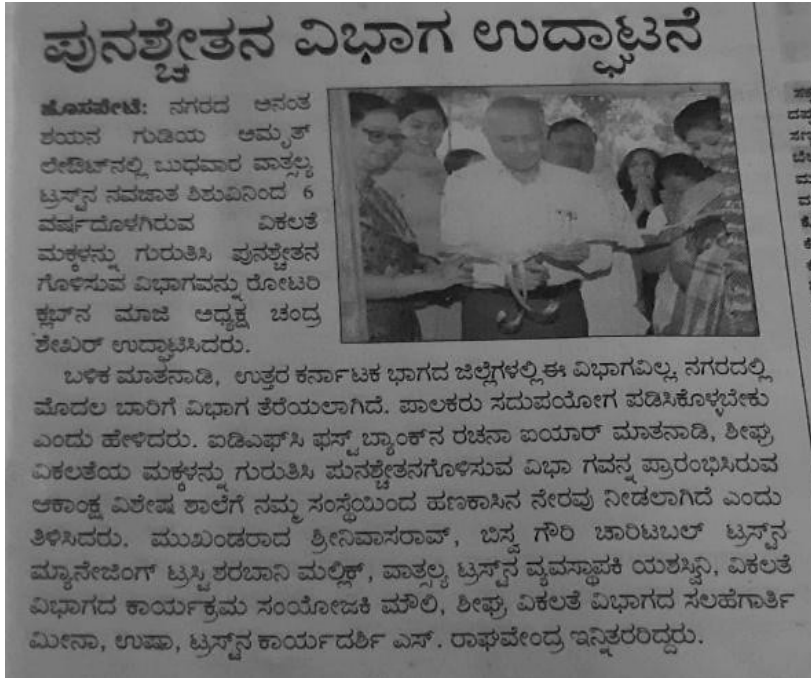 ಪುನಶ್ಚೇತನ ವಿಭಾಗ ಉದ್ಘಾಟನೆ
ಹೊಸಪೇಟೆ: ನಗರದ ಅನಂತ
ಶಯನ ಗುಡಿಯ ಅಮೃತ್
ಲೇಔಟ್‌ನಲ್ಲಿ ಬುಧವಾರ ವಾತ್ಸಲ್ಯ
ಟ್ರಸ್ಟ್‌ನ ನವಜಾತ ಶಿಶುವಿನಿಂದ 6
ವರ್ಷದೊಳಗಿರುವ ವಿಕಲತೆ
ಮಕ್ಕಳನ್ನು ಗುರುತಿಸಿ ಪುನಶ್ಚೇತನ
ಗೊಳಿಸುವ ವಿಭಾಗವನ್ನು ರೋಟರಿ
ಕ್ಲಬ್‌ನ ಮಾಜಿ ಅಧ್ಯಕ್ಷ ಚಂದ್ರ
ಶೇಖರ್ ಉದ್ಘಾಟಿಸಿದರು.
ಬಳಿಕ ಮಾತನಾಡಿ, ಉತ್ತರ ಕರ್ನಾಟಕ ಭಾಗದ ಜಿಲ್ಲೆಗಳಲ್ಲಿ ಈ ವಿಭಾಗವಿಲ್ಲ. ನಗರದಲ್ಲಿ
ಮೊದಲ ಬಾರಿಗೆ ವಿಭಾಗ ತೆರೆಯಲಾಗಿದೆ. ಪಾಲಕರು ಸದುಪಯೋಗ ಪಡಿಸಿಕೊಳ್ಳಬೇಕು
ಎಂದು ಹೇಳಿದರು. ಐಡಿಎಫ್‌ಸಿ ಫಸ್ಟ್ ಬ್ಯಾಂಕ್‌ನ ರಚನಾ ಐಯಾರ್ ಮಾತನಾಡಿ, ಶೀಘ್ರ
ವಿಕಲತೆಯ ಮಕ್ಕಳನ್ನು ಗುರುತಿಸಿ ಪುನಶ್ಚೇತನಗೊಳಿಸುವ ವಿಭಾ ಗವನ್ನ ಪ್ರಾರಂಭಿಸಿರುವ
ಆಕಾಂಕ್ಷ ವಿಶೇಷ ಶಾಲೆಗೆ ನಮ್ಮ ಸಂಸ್ಥೆಯಿಂದ ಹಣಕಾಸಿನ ನೇರವು ನೀಡಲಾಗಿದೆ ಎಂದು
ತಿಳಿಸಿದರು. ಮುಖಂಡರಾದ ಶ್ರೀನಿವಾಸರಾವ್, ಬಿಸ್ವ ಗೌರಿ ಚಾರಿಟಬಲ್ ಟ್ರಸ್ಟ್‌ನ
ಮ್ಯಾನೇಜಿಂಗ್ ಟ್ರಸ್ಟಿ ಶರಬಾನಿ ಮಲ್ಲಿಕ್, ವಾತ್ಸಲ್ಯ ಟ್ರಸ್ಟ್‌ನ ವ್ಯವಸ್ಥಾಪಕಿ ಯಶಸ್ವಿನಿ, ವಿಕಲತೆ
ವಿಭಾಗದ ಕಾರ್ಯಕ್ರಮ ಸಂಯೋಜಕಿ ಮೌಲಿ, ಶೀಘ್ರ ವಿಕಲತೆ ವಿಭಾಗದ ಸಲಹೆಗಾರ್ತಿ
ಮೀನಾ, ಉಷಾ, ಟ್ರಸ್ಟ್‌ನ ಕಾರ್ಯದರ್ಶಿ ಎಸ್. ರಾಘವೇಂದ್ರ ಇನ್ನಿತರರಿದ್ದರು.